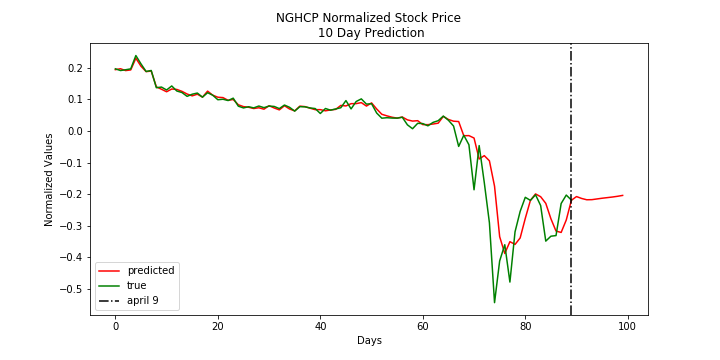 NGHCP Normalized Stock Price
10 Day Prediction
Normalized Values
0.2
0.1
0.0
−0.1
−0.2
−0.3
−0.4
−0.5
predicted
true
april 9
0 20 40 60 80 100
Days